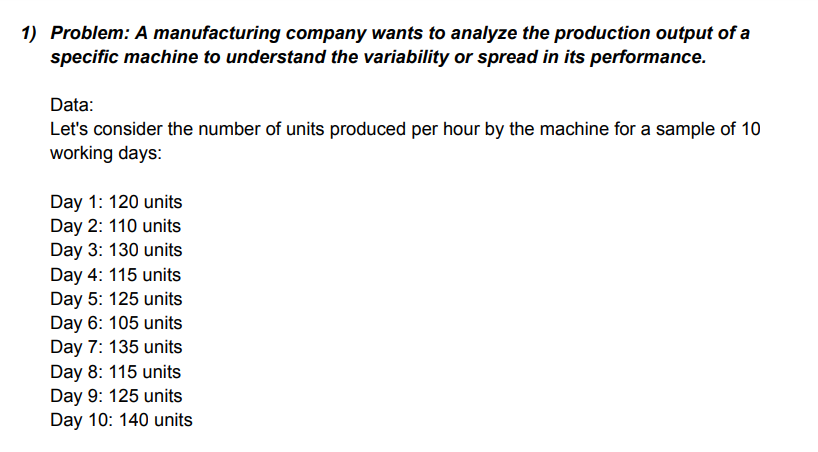 1) Problem: A manufacturing company wants to analyze the production output of a
specific machine to understand the variability or spread in its performance.
Data:
Let's consider the number of units produced per hour by the machine for a sample of 10
working days:
Day 1: 120 units
Day 2: 110 units
Day 3: 130 units
Day 4: 115 units
Day 5: 125 units
Day 6: 105 units
Day 7: 135 units
Day 8: 115 units
Day 9: 125 units
Day 10: 140 units